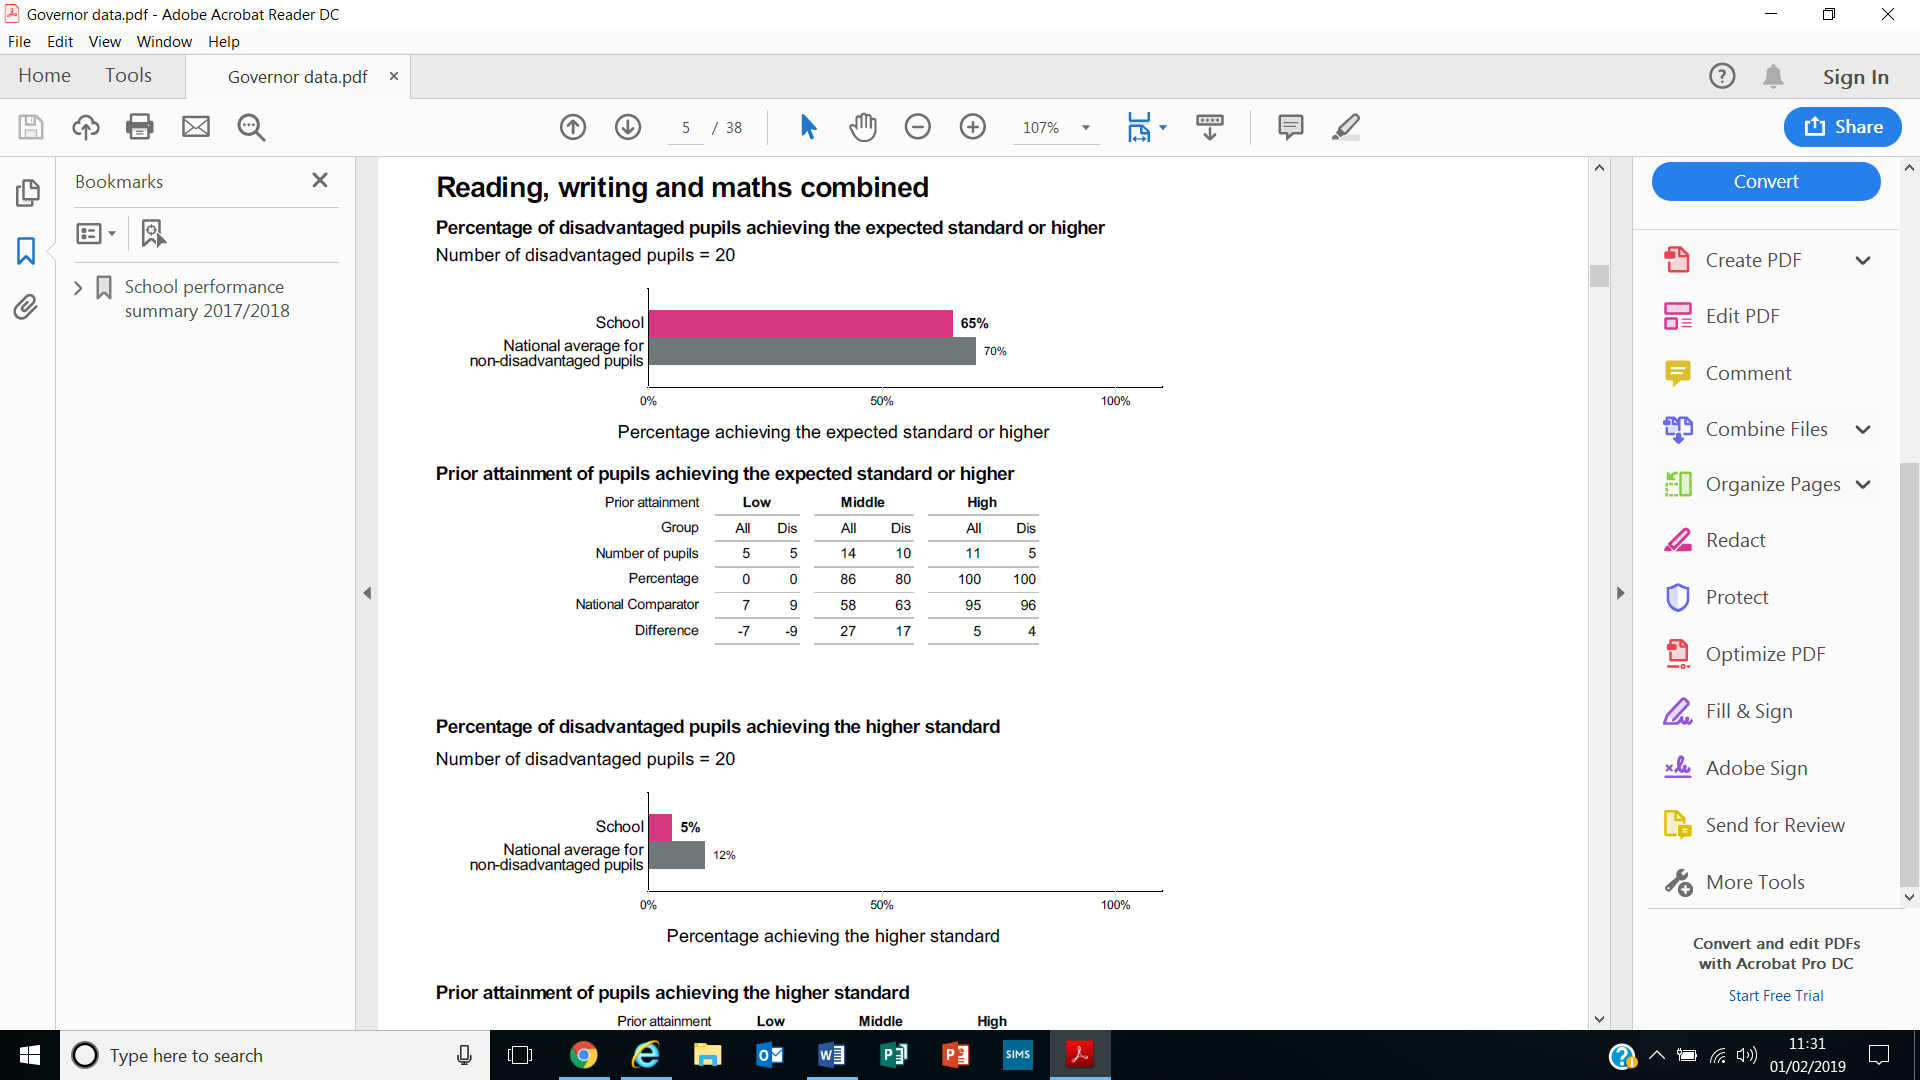 Governor data.pdf - Adobe Acrobat Reader DC
File Edit View Window Help
Home Tools Governor data.pdf × Sign In
5 / 38 107% Share
Bookmarks
School performance
summary 2017/2018
Reading, writing and maths combined
Percentage of disadvantaged pupils achieving the expected standard or higher
Number of disadvantaged pupils = 20
School 65%
National average for
non-disadvantaged pupils 70%
0% 50% 100%
Percentage achieving the expected standard or higher
Prior attainment of pupils achieving the expected standard or higher
Prior attainment Low Middle High
Group All Dis All Dis All Dis
Number of pupils 5 5 14 10 11 5
Percentage 0 0 86 80 100 100
National Comparator 7 9 58 63 95 96
Difference -7 -9 27 17 5 4
Percentage of disadvantaged pupils achieving the higher standard
Number of disadvantaged pupils = 20
School 5%
National average for
non-disadvantaged pupils 12%
0% 50% 100%
Percentage achieving the higher standard
Prior attainment of pupils achieving the higher standard
Prior attainment Low Middle High
Convert
Create PDF
Edit PDF
Comment
Combine Files
Organize Pages
Redact
Protect
Optimize PDF
Fill & Sign
Adobe Sign
Send for Review
More Tools
Convert and edit PDFs
with Acrobat Pro DC
Start Free Trial
Type here to search
SIMS
11:31
01/02/2019